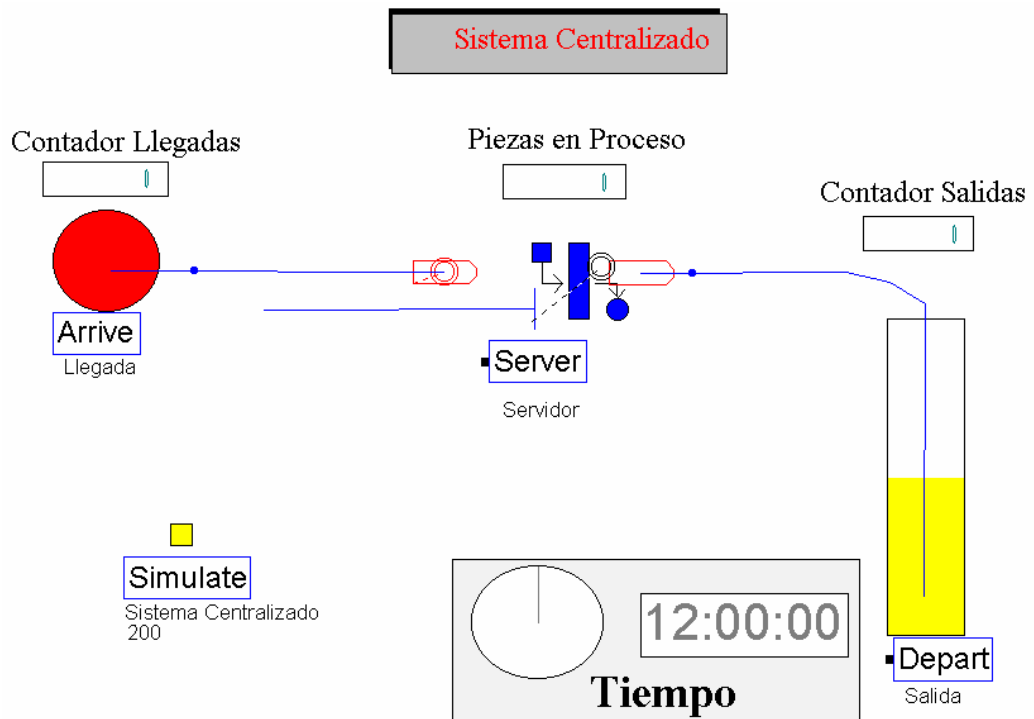 Sistema Centralizado
Contador Llegadas
0
Piezas en Proceso
0
Contador Salidas
0
Arrive
Llegada
Server
Servidor
Simulate
Sistema Centralizado
200
12:00:00
Tiempo
Depart
Salida